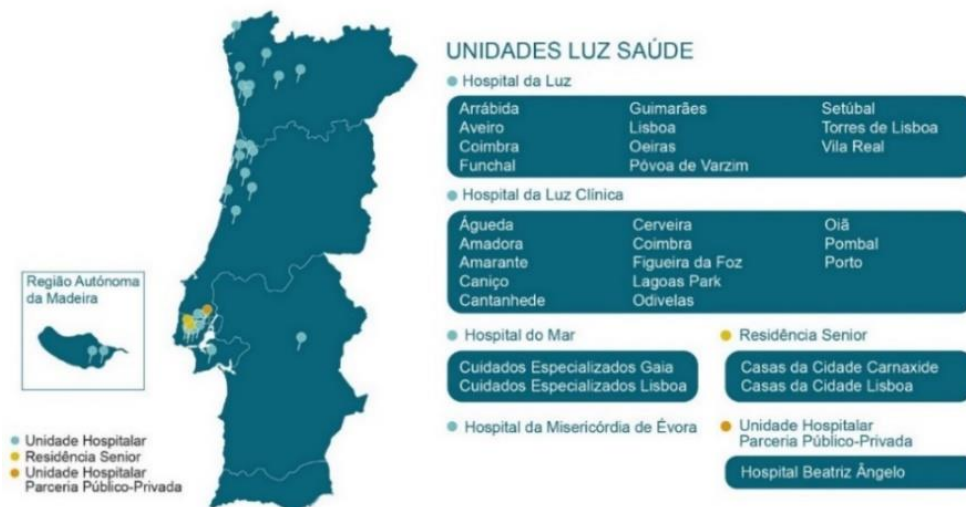 UNIDADES LUZ SAÚDE
Hospital da Luz
Arrábida
Aveiro
Coimbra
Funchal
Guimarães
Lisboa
Oeiras
Póvoa de Varzim
Setúbal
Torres de Lisboa
Vila Real
Hospital da Luz Clínica
Águeda
Amadora
Amarante
Caniço
Cantanhede
Cerveira
Coimbra
Figueira da Foz
Lagoas Park
Odivelas
Oiã
Pombal
Porto
Hospital do Mar
Cuidados Especializados Gaia
Cuidados Especializados Lisboa
Residência Senior
Casas da Cidade Carnaxide
Casas da Cidade Lisboa
Hospital da Misericórdia de Évora
Unidade Hospitalar
Parceria Público-Privada
Hospital Beatriz Ângelo
Região Autónoma
da Madeira
Unidade Hospitalar
Residência Senior
Unidade Hospitalar
Parceria Público-Privada